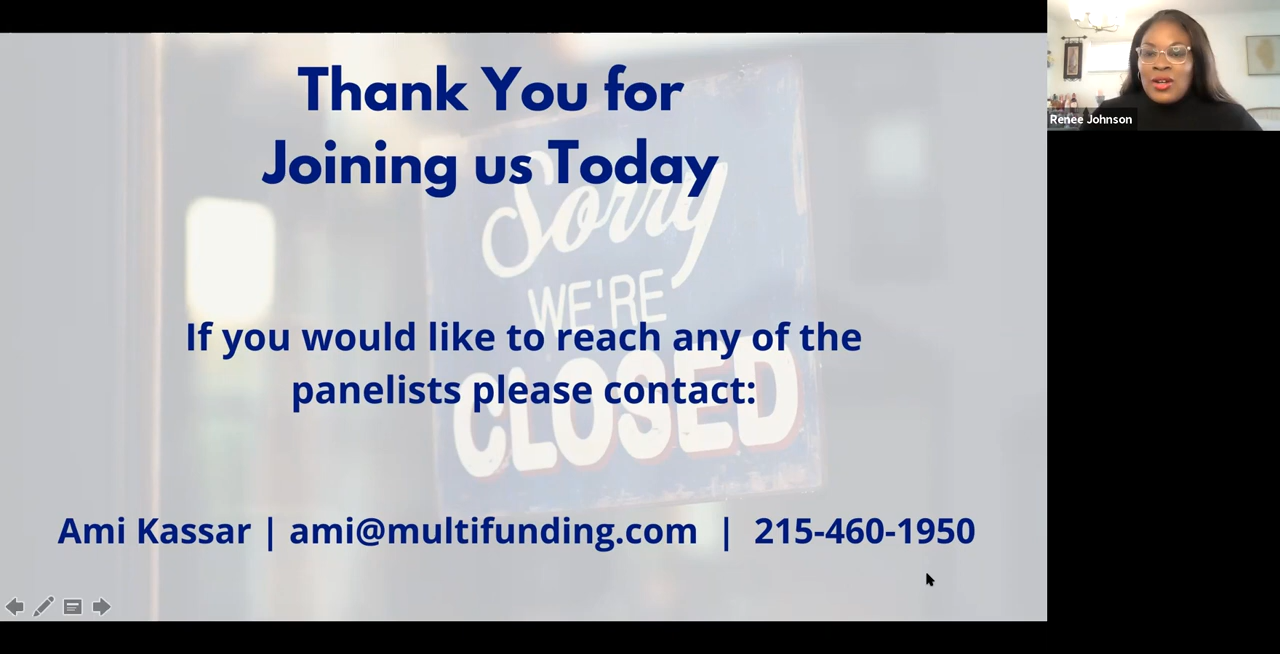 Thank You for
Joining us Today
Sorry
WE'RE
CLOSED
If you would like to reach any of the
panelists please contact:
Ami Kassar | ami@multifunding.com | 215-460-1950
Renee Johnson